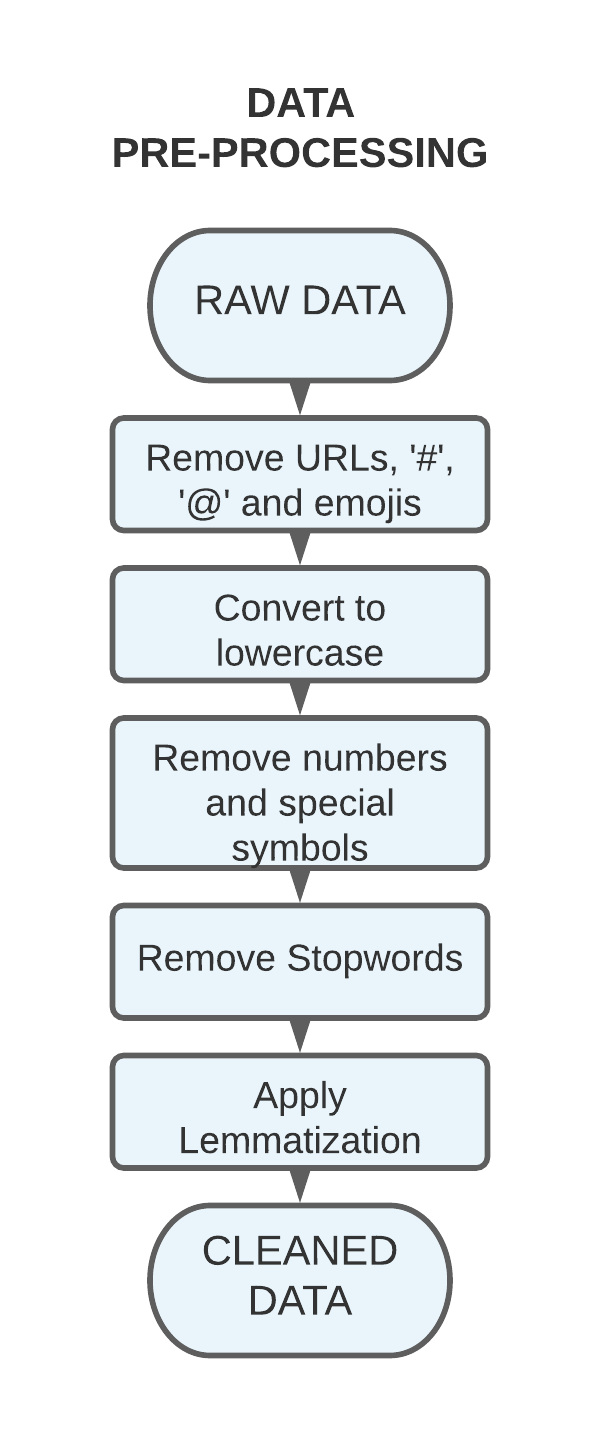 DATA
PRE-PROCESSING
RAW DATA
Remove URLs, '#',
'@' and emojis
Convert to
lowercase
Remove numbers
and special
symbols
Remove Stopwords
Apply
Lemmatization
CLEANED
DATA